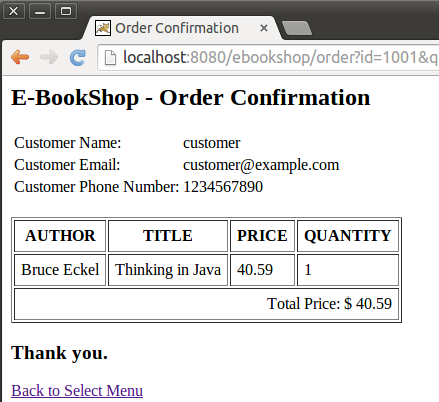 Order Confirmation
localhost:8080/ebookshop/order?id=1001&q
E-BookShop - Order Confirmation
Customer Name: customer
Customer Email: customer@example.com
Customer Phone Number: 1234567890
AUTHOR TITLE PRICE QUANTITY
Bruce Eckel Thinking in Java 40.59 1
Total Price: $ 40.59
Thank you.
Back to Select Menu